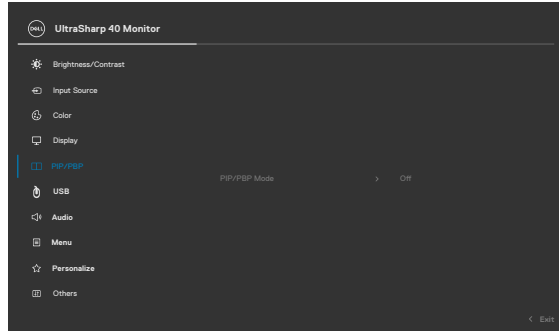 DELL
UltraSharp 40 Monitor
Brightness/Contrast
Input Source
Color
Display
PIP/PBP
PIP/PBP Mode > Off
USB
Audio
Menu
Personalize
Others
< Exit